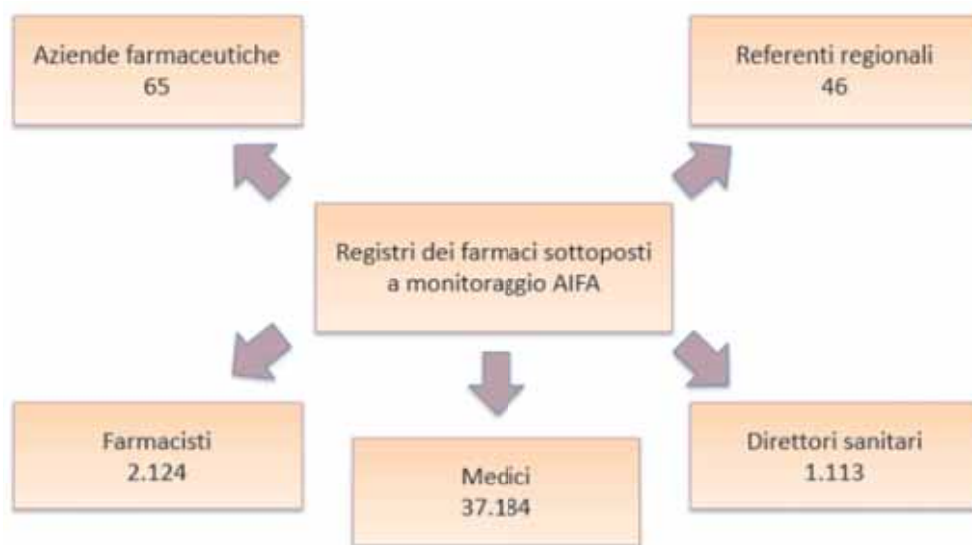 Aziende farmaceutiche
65
Referenti regionali
46
Registri dei farmaci sottoposti
a monitoraggio AIFA
Farmacisti
2.124
Medici
37.184
Direttori sanitari
1.113